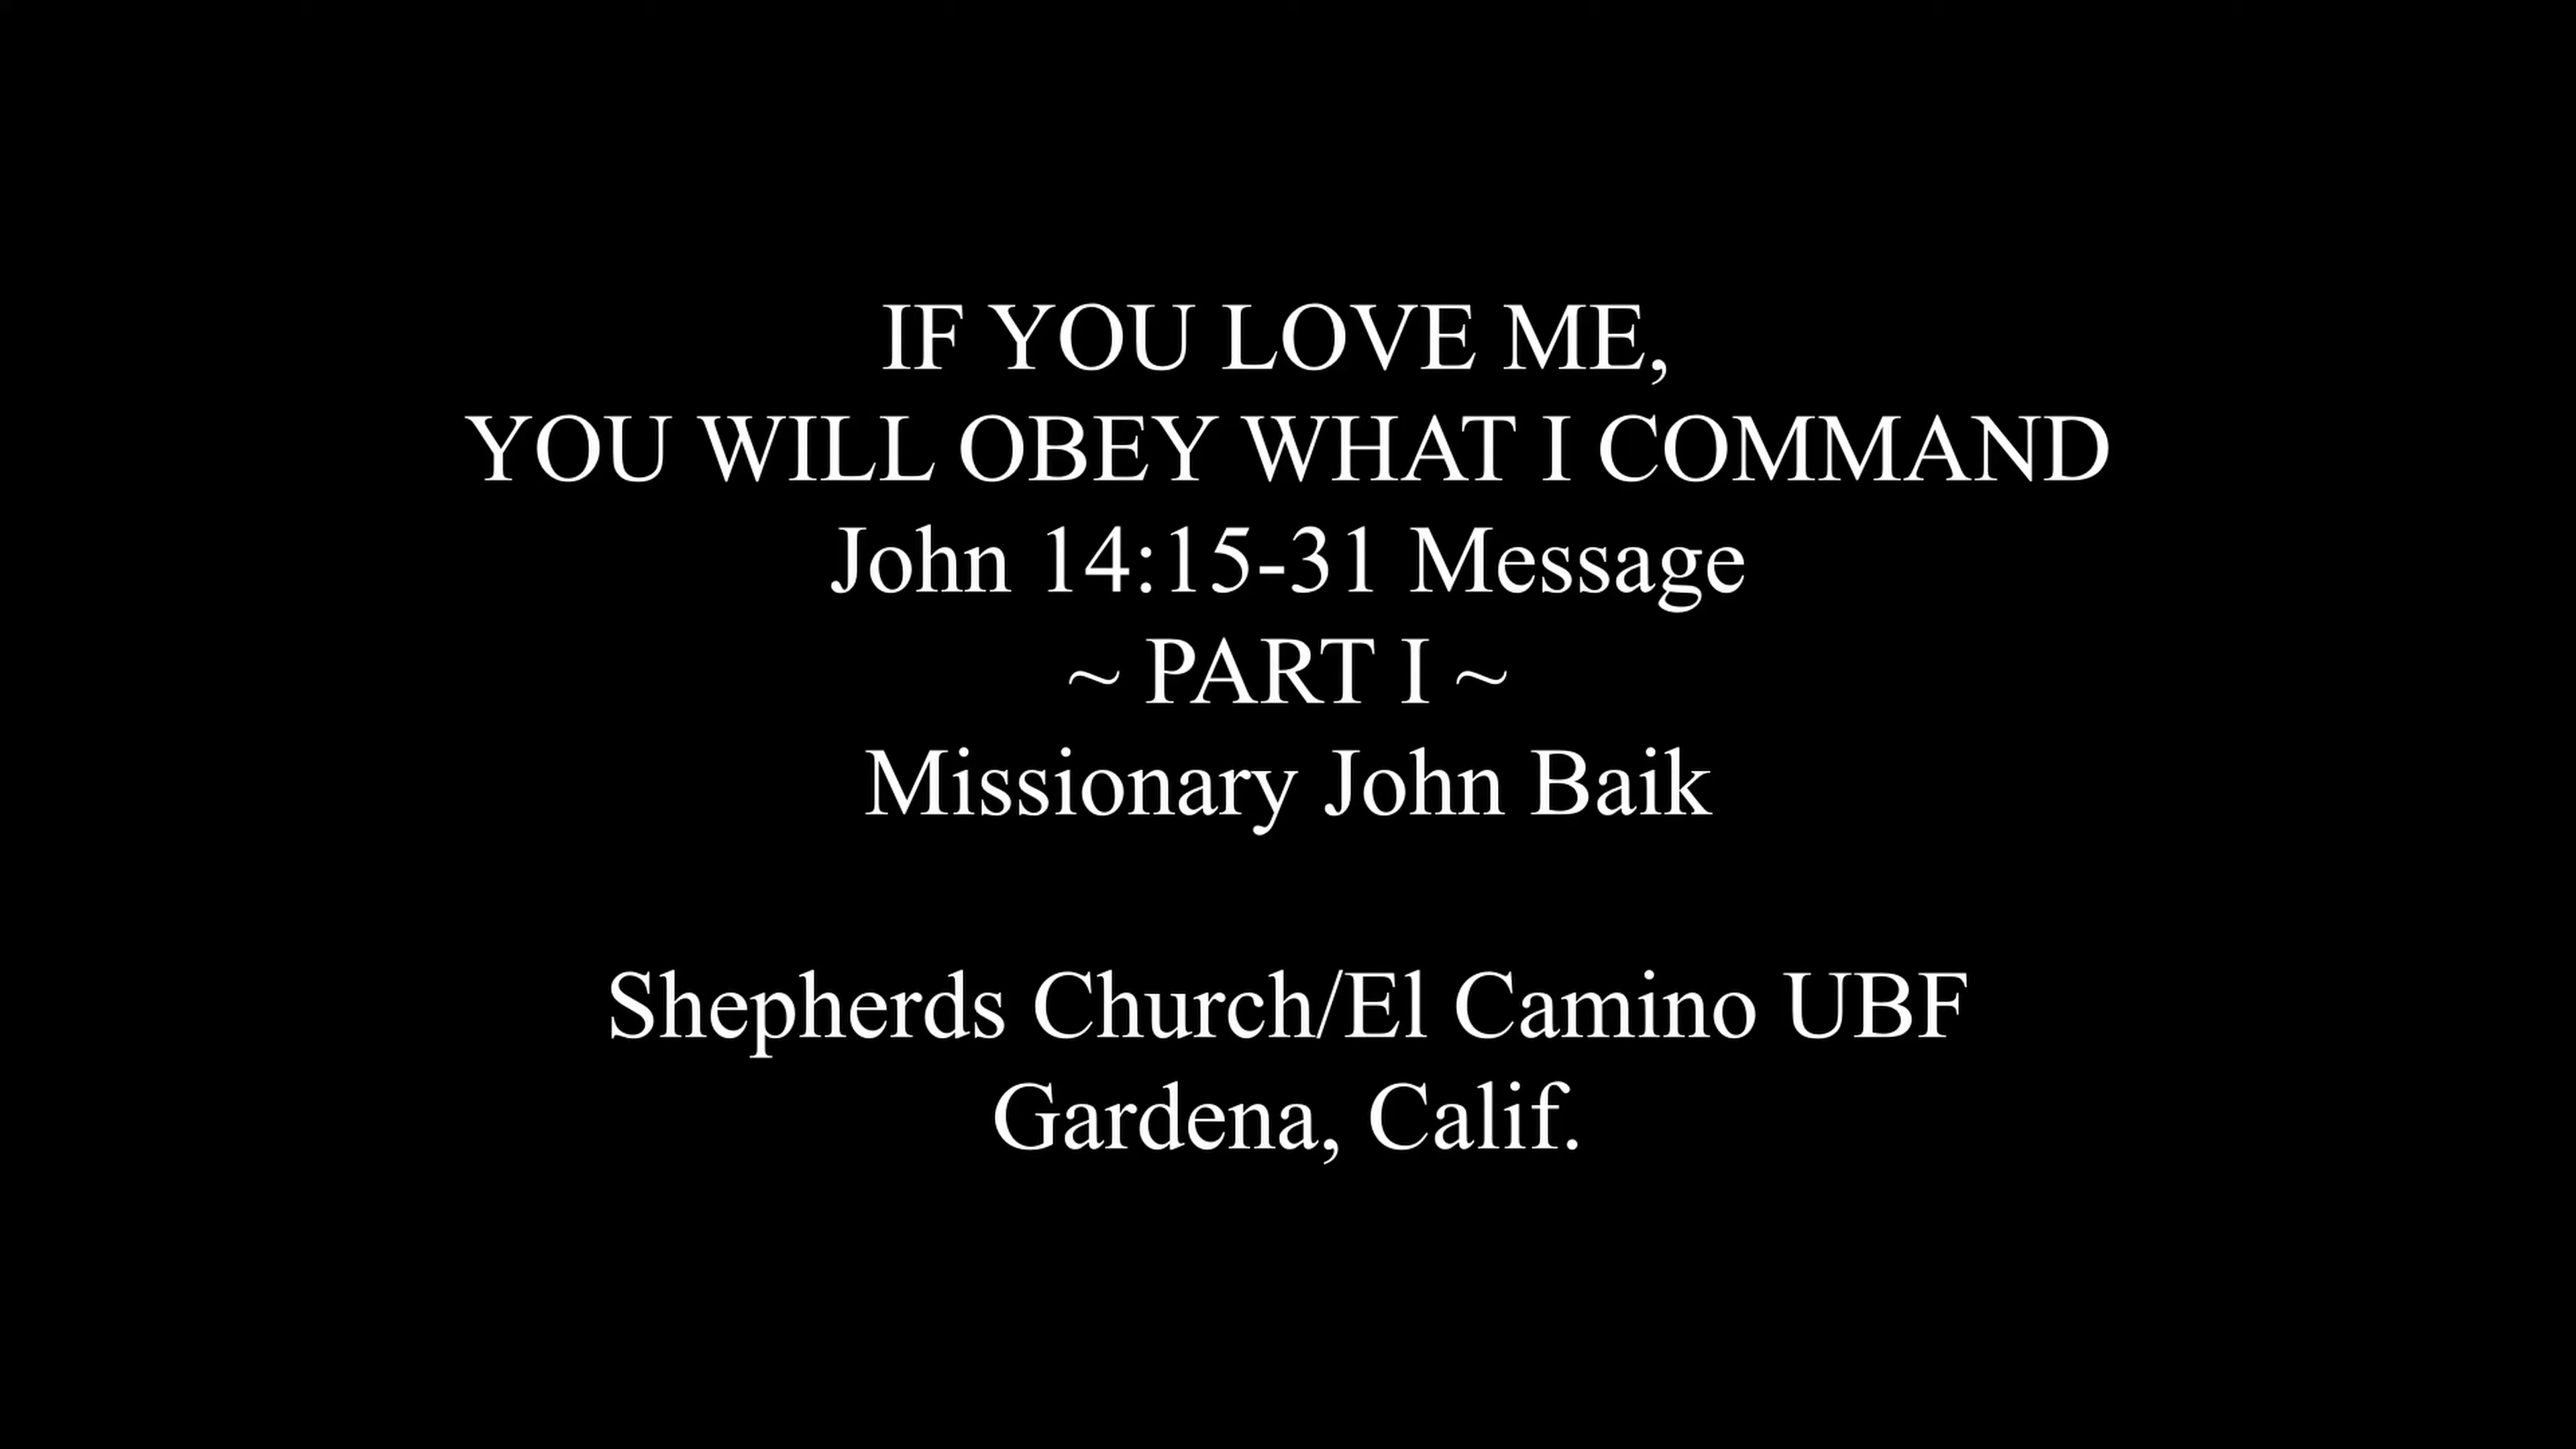 IF YOU LOVE ME,
YOU WILL OBEY WHAT I COMMAND
John 14:15-31 Message
~ PART I ~
Missionary John Baik
Shepherds Church/El Camino UBF
Gardena, Calif.